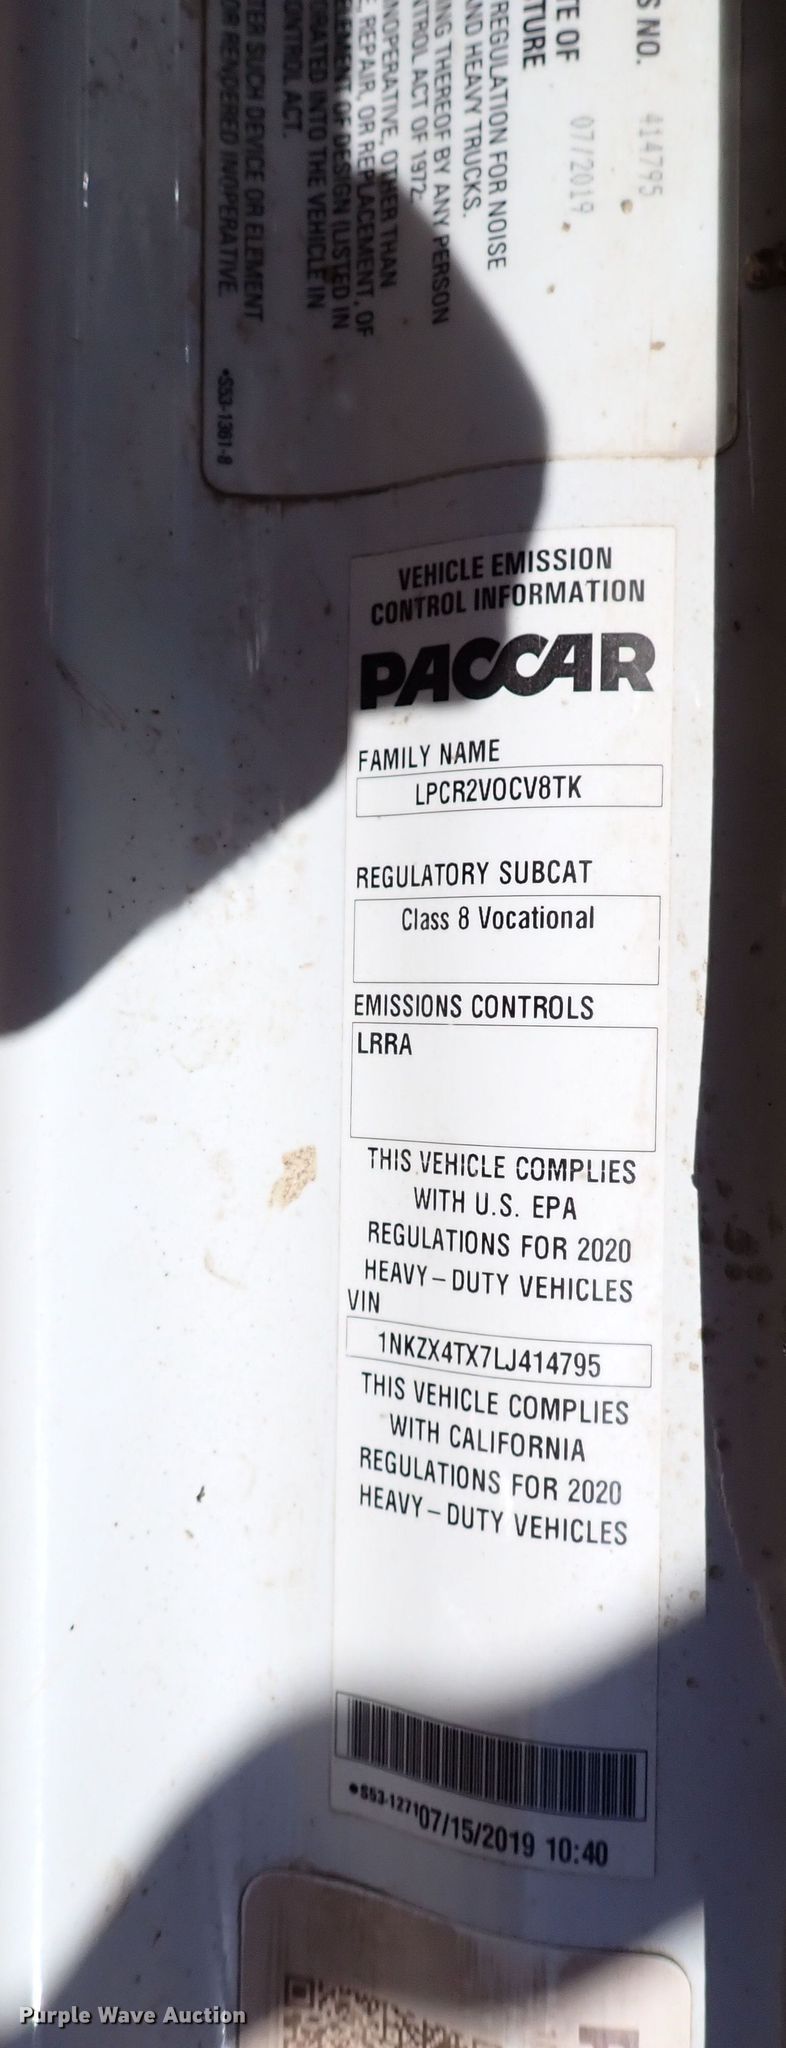 S NO. 414795
TE OF
TURE 07/2019
REGULATION FOR NOISE
AND HEAVY TRUCKS.
ING THEREOF BY ANY PERSON
NTROL ACT OF 1972:
NOPERATIVE, OTHER THAN
E, REPAIR, OR REPLACEMENT, OF
EMENT OF DESIGN (LISTED IN
ORATED INTO THE VEHICLE IN
ONTROL ACT.
TER SUCH DEVICE OR ELEMENT
OR RENDERED INOPERATIVE.
•S53-1361-8
VEHICLE EMISSION
CONTROL INFORMATION
PACCAR
FAMILY NAME
LPCR2VOCV8TK
REGULATORY SUBCAT
Class 8 Vocational
EMISSIONS CONTROLS
LRRA
THIS VEHICLE COMPLIES
WITH U.S. EPA
REGULATIONS FOR 2020
HEAVY–DUTY VEHICLES
VIN
1NKZX4TX7LJ414795
THIS VEHICLE COMPLIES
WITH CALIFORNIA
REGULATIONS FOR 2020
HEAVY–DUTY VEHICLES
•S53-1271 07/15/2019 10:40
Purple Wave Auction